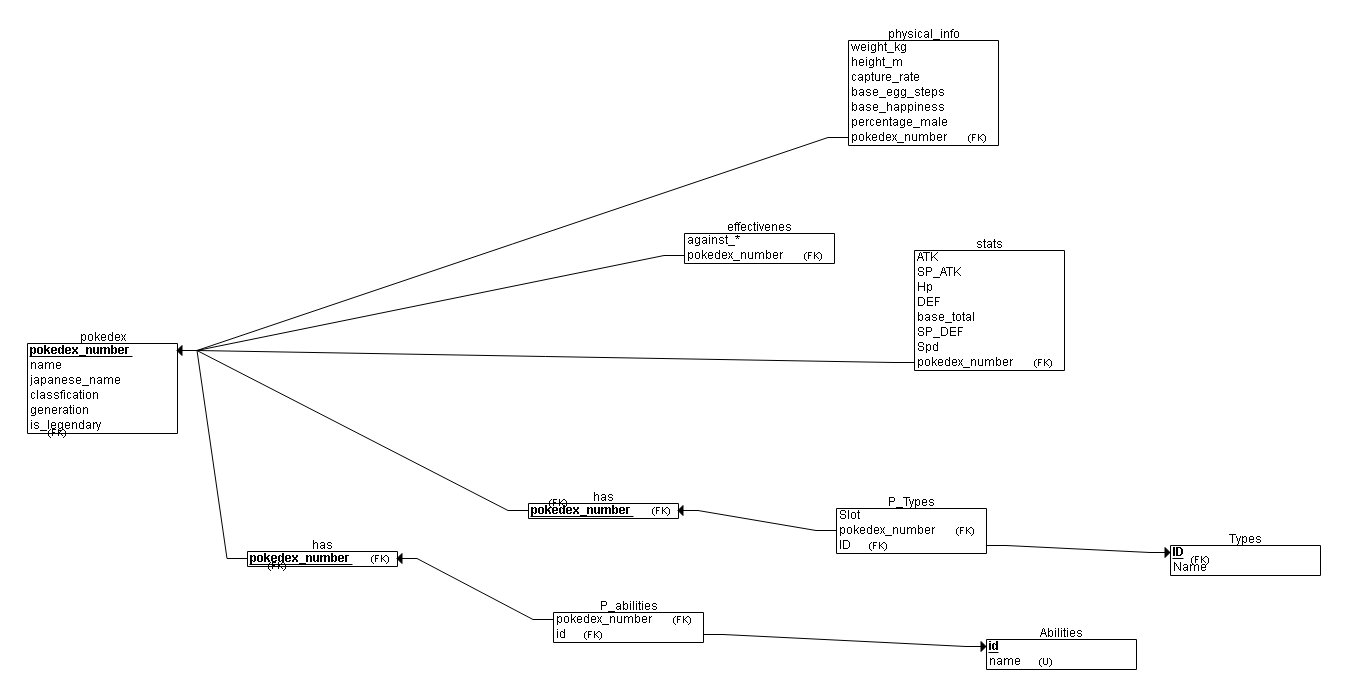 physical_info
weight_kg
height_m
capture_rate
base_egg_steps
base_happiness
percentage_male
pokedex_number (FK)
effectivenes
against_*
pokedex_number (FK)
stats
ATK
SP_ATK
Hp
DEF
base_total
SP_DEF
Spd
pokedex_number (FK)
pokedex
pokedex_number
name
japanese_name
classfication
generation
is_legendary
(FK)
has
(FK)
pokedex_number (FK)
P_Types
Slot
pokedex_number (FK)
ID (FK)
has
pokedex_number (FK)
(FK)
Types
ID
(FK)
Name
P_abilities
pokedex_number (FK)
id (FK)
Abilities
id
name (U)